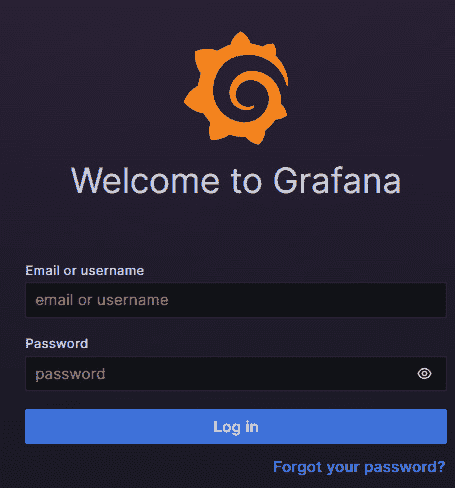 Welcome to Grafana
Email or username
email or username
Password
password
Log in
Forgot your password?